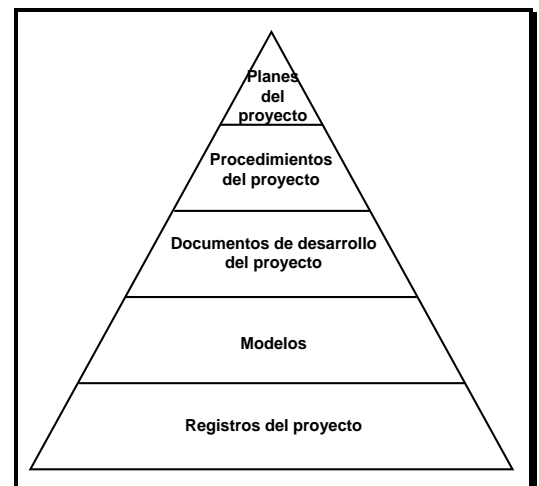 Planes
del
proyecto
Procedimientos
del proyecto
Documentos de desarrollo
del proyecto
Modelos
Registros del proyecto